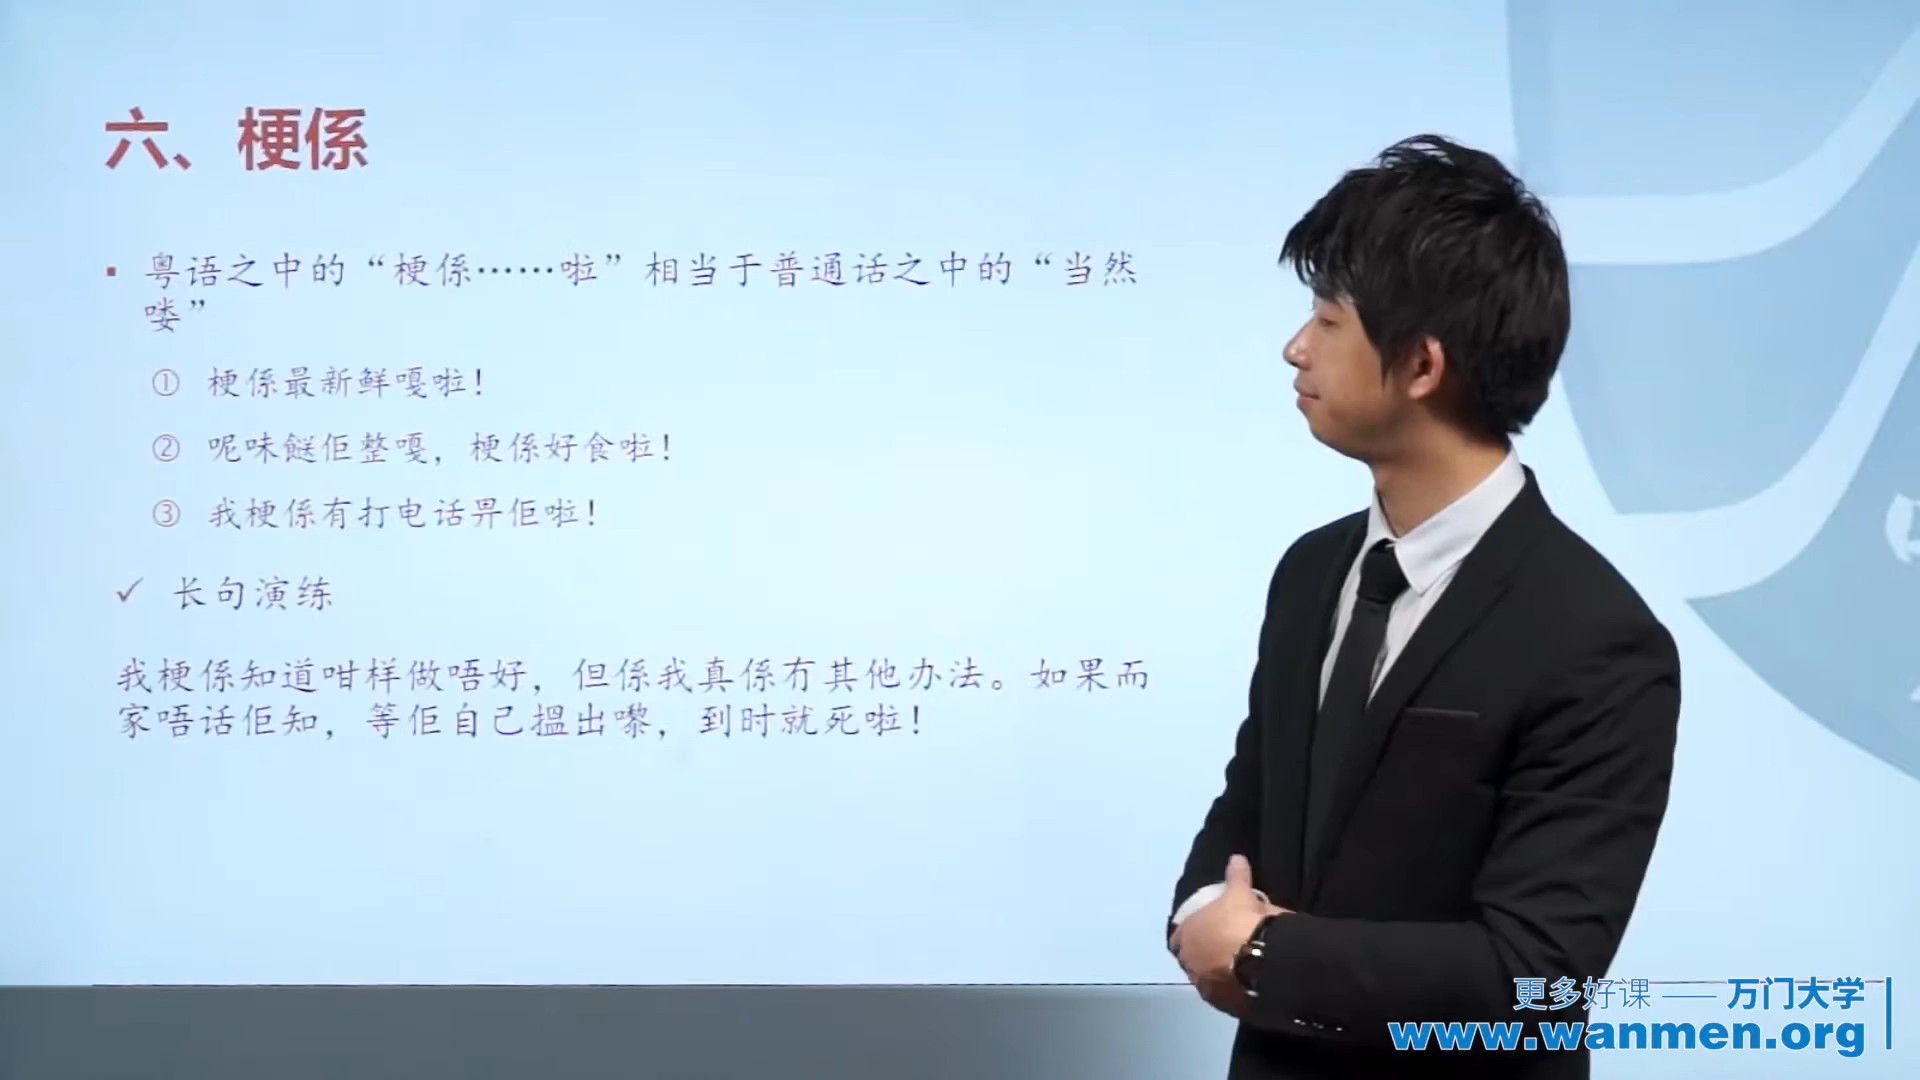 六、梗係
▪ 粤语之中的“梗係……啦”相当于普通话之中的“当然
喽”
① 梗係最新鲜嘎啦！
② 呢味餸佢整嘎，梗係好食啦！
③ 我梗係有打电话畀佢啦！
✓ 长句演练
我梗係知道咁样做唔好，但係我真係冇其他办法。如果而
家唔话佢知，等佢自己揾出嚟，到时就死啦！
更多好课 —— 万门大学
www.wanmen.org